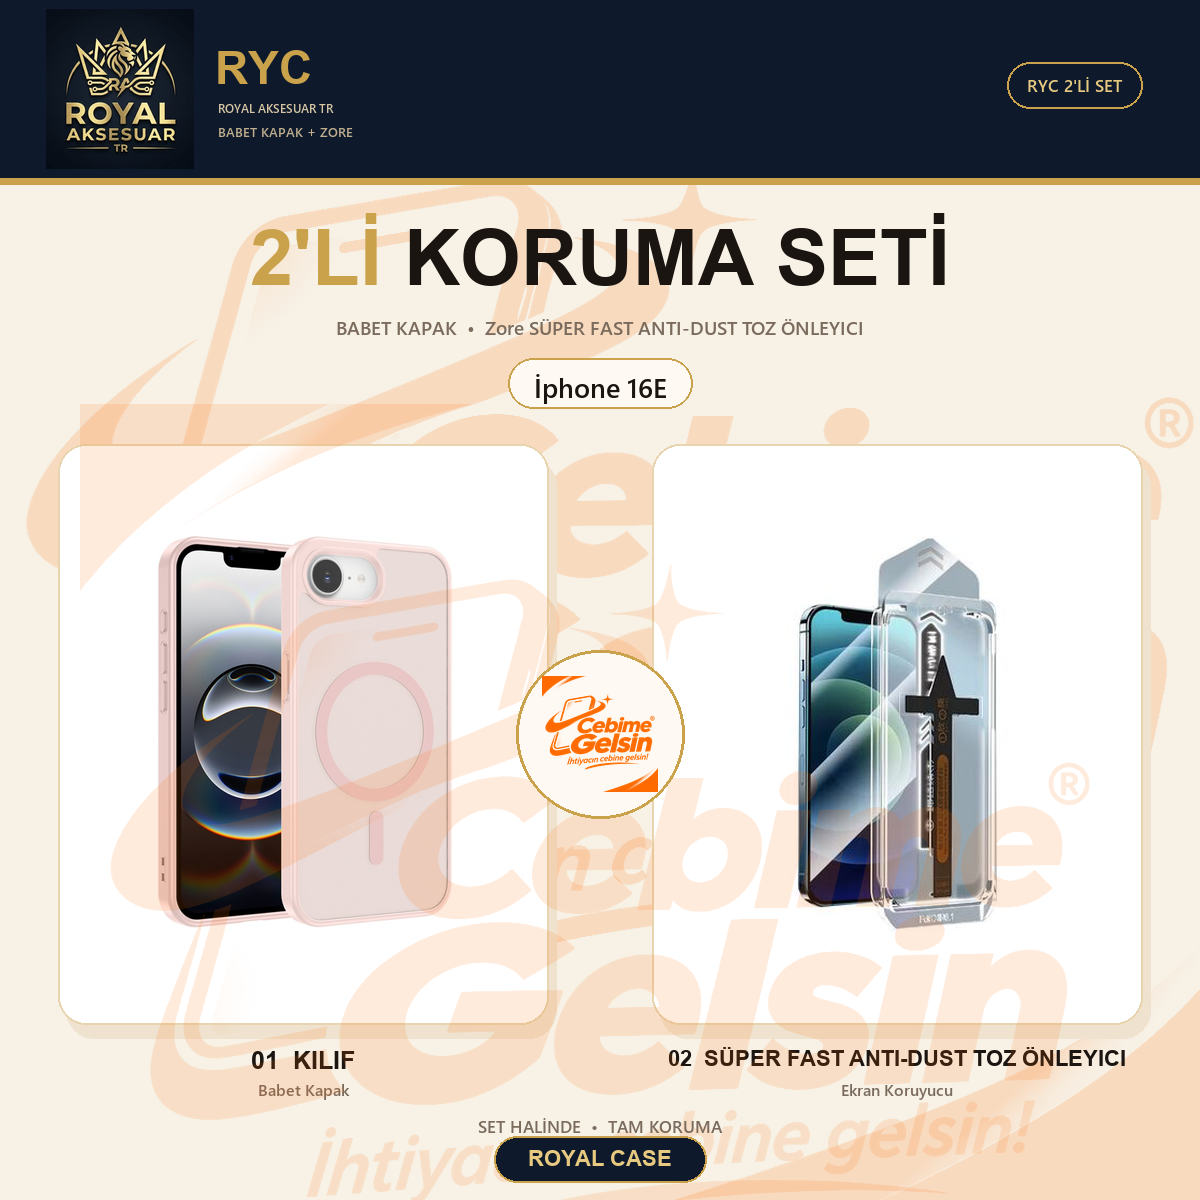 ROYAL
AKSESUAR
TR
RYC
ROYAL AKSESUAR TR
BABET KAPAK + ZORE
RYC 2'Lİ SET
2'Lİ KORUMA SETİ
BABET KAPAK • Zore SÜPER FAST ANTI-DUST TOZ ÖNLEYICI
İphone 16E
Cebime
Gelsin
İhtiyacın cebine gelsin!
Cebime®
Gelsin
01 KILIF
Babet Kapak
02 SÜPER FAST ANTI-DUST TOZ ÖNLEYICI
Ekran Koruyucu
SET HALİNDE • TAM KORUMA
ROYAL CASE